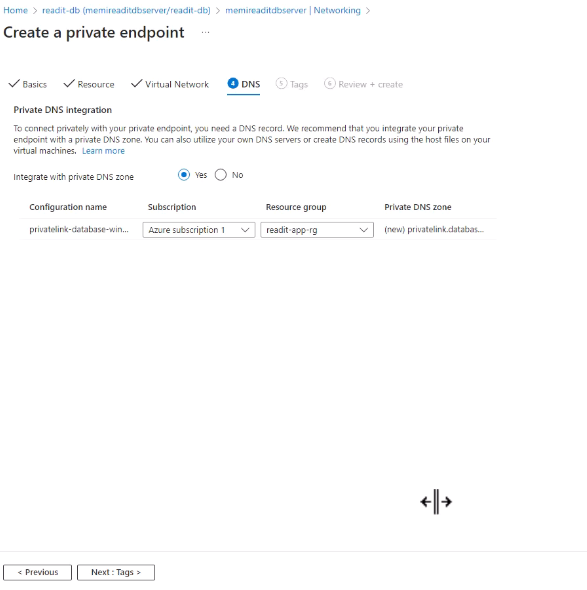 Home > readit-db (memireaditdbserver/readit-db) > memireaditdbserver | Networking >
Create a private endpoint ...
Basics Resource Virtual Network 4 DNS 5 Tags 6 Review + create
Private DNS integration
To connect privately with your private endpoint, you need a DNS record. We recommend that you integrate your private
endpoint with a private DNS zone. You can also utilize your own DNS servers or create DNS records using the host files on your
virtual machines. Learn more
Integrate with private DNS zone Yes No
Configuration name Subscription Resource group Private DNS zone
privatelink-database-win... Azure subscription 1 readit-app-rg (new) privatelink.databas...
< Previous Next : Tags >